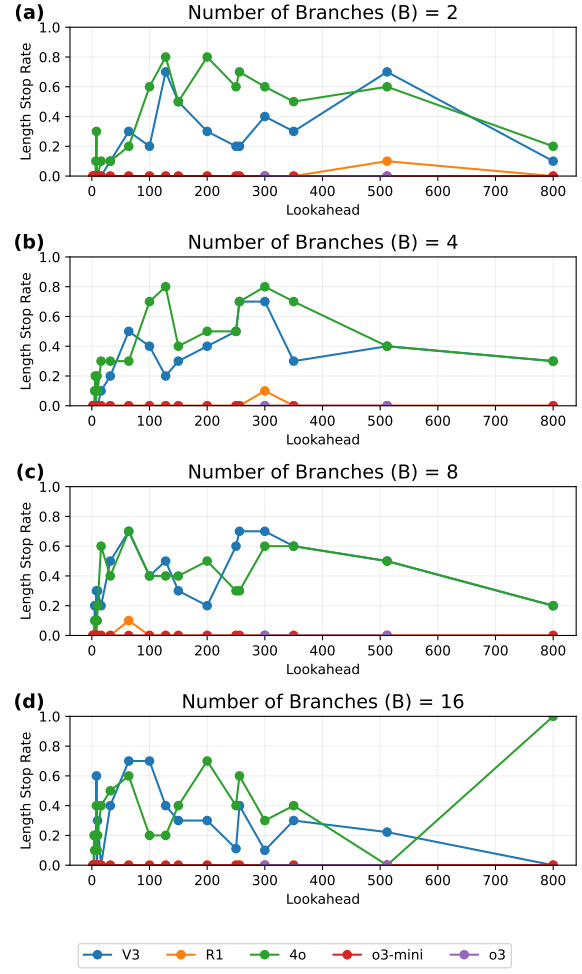 (a) Number of Branches (B) = 2
Length Stop Rate
1.0
0.8
0.6
0.4
0.2
0.0
0 100 200 300 400 500 600 700 800
Lookahead
(b) Number of Branches (B) = 4
Length Stop Rate
1.0
0.8
0.6
0.4
0.2
0.0
0 100 200 300 400 500 600 700 800
Lookahead
(c) Number of Branches (B) = 8
Length Stop Rate
1.0
0.8
0.6
0.4
0.2
0.0
0 100 200 300 400 500 600 700 800
Lookahead
(d) Number of Branches (B) = 16
Length Stop Rate
1.0
0.8
0.6
0.4
0.2
0.0
0 100 200 300 400 500 600 700 800
Lookahead
V3 R1 4o o3-mini o3